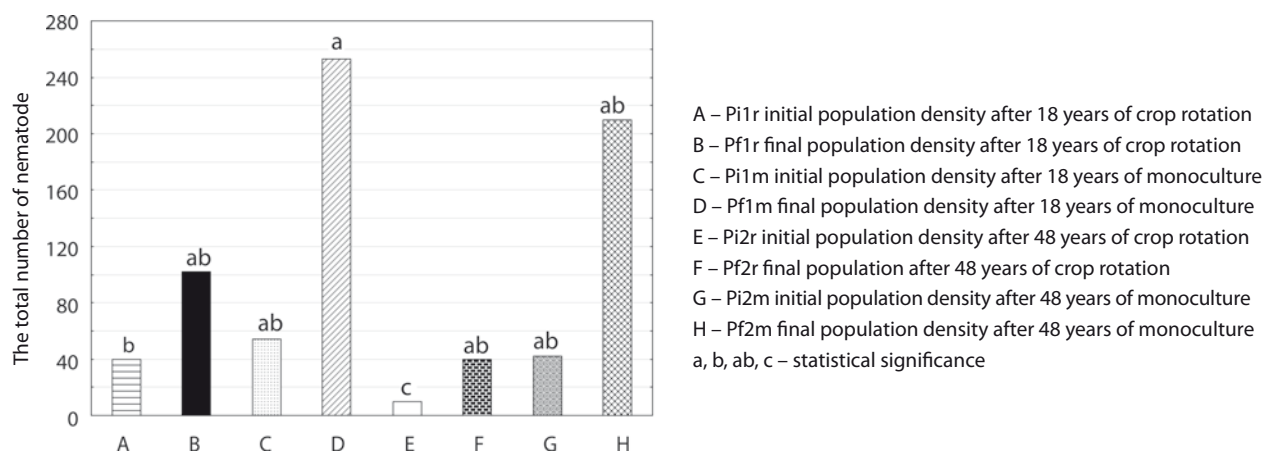 The total number of nematode
280
240
200
160
120
80
40
0
b
ab
ab
a
c
ab
ab
ab
A
B
C
D
E
F
G
H
A – Pi1r initial population density after 18 years of crop rotation
B – Pf1r final population density after 18 years of crop rotation
C – Pi1m initial population density after 18 years of monoculture
D – Pf1m final population density after 18 years of monoculture
E – Pi2r initial population density after 48 years of crop rotation
F – Pf2r final population after 48 years of crop rotation
G – Pi2m initial population density after 48 years of monoculture
H – Pf2m final population density after 48 years of monoculture
a, b, ab, c – statistical significance